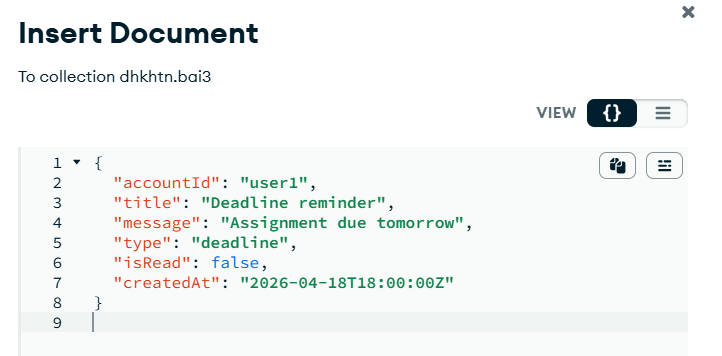 Insert Document
To collection dhkhtn.bai3
VIEW {}
1 {
2 "accountId": "user1",
3 "title": "Deadline reminder",
4 "message": "Assignment due tomorrow",
5 "type": "deadline",
6 "isRead": false,
7 "createdAt": "2026-04-18T18:00:00Z"
8 }
9